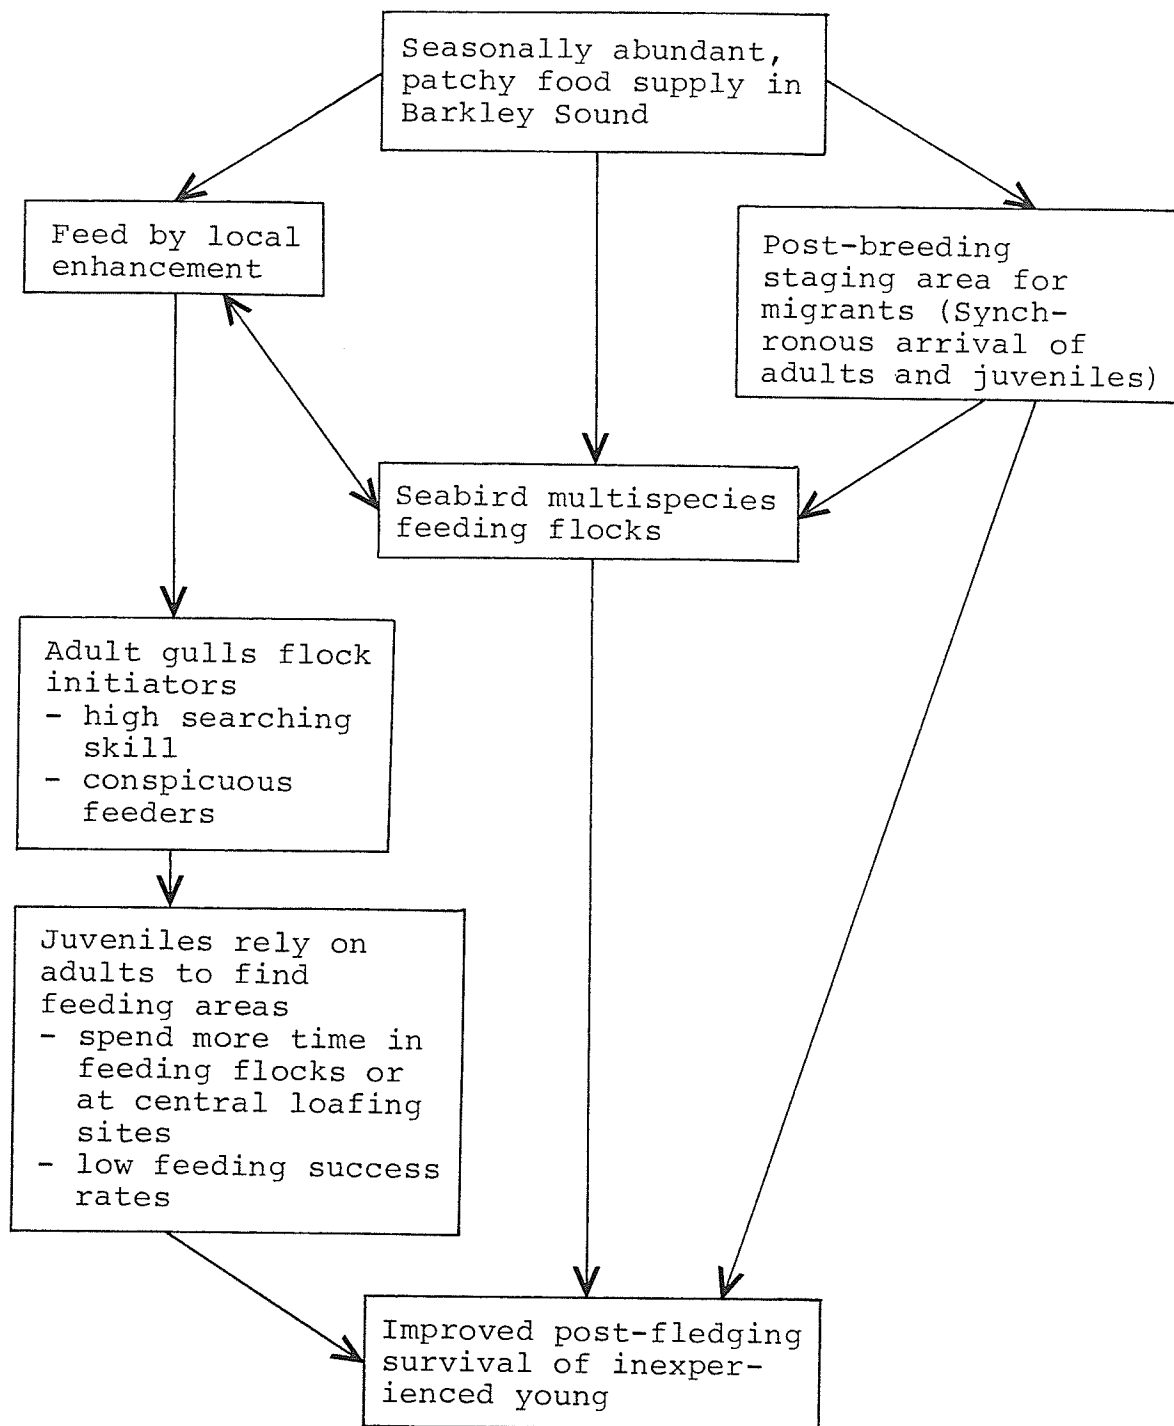 Seasonally abundant,
patchy food supply in
Barkley Sound
Feed by local
enhancement
Post-breeding
staging area for
migrants (Synch-
ronous arrival of
adults and juveniles)
Seabird multispecies
feeding flocks
Adult gulls flock
initiators
- high searching
skill
- conspicuous
feeders
Juveniles rely on
adults to find
feeding areas
- spend more time in
feeding flocks or
at central loafing
sites
- low feeding success
rates
Improved post-fledging
survival of inexper-
ienced young